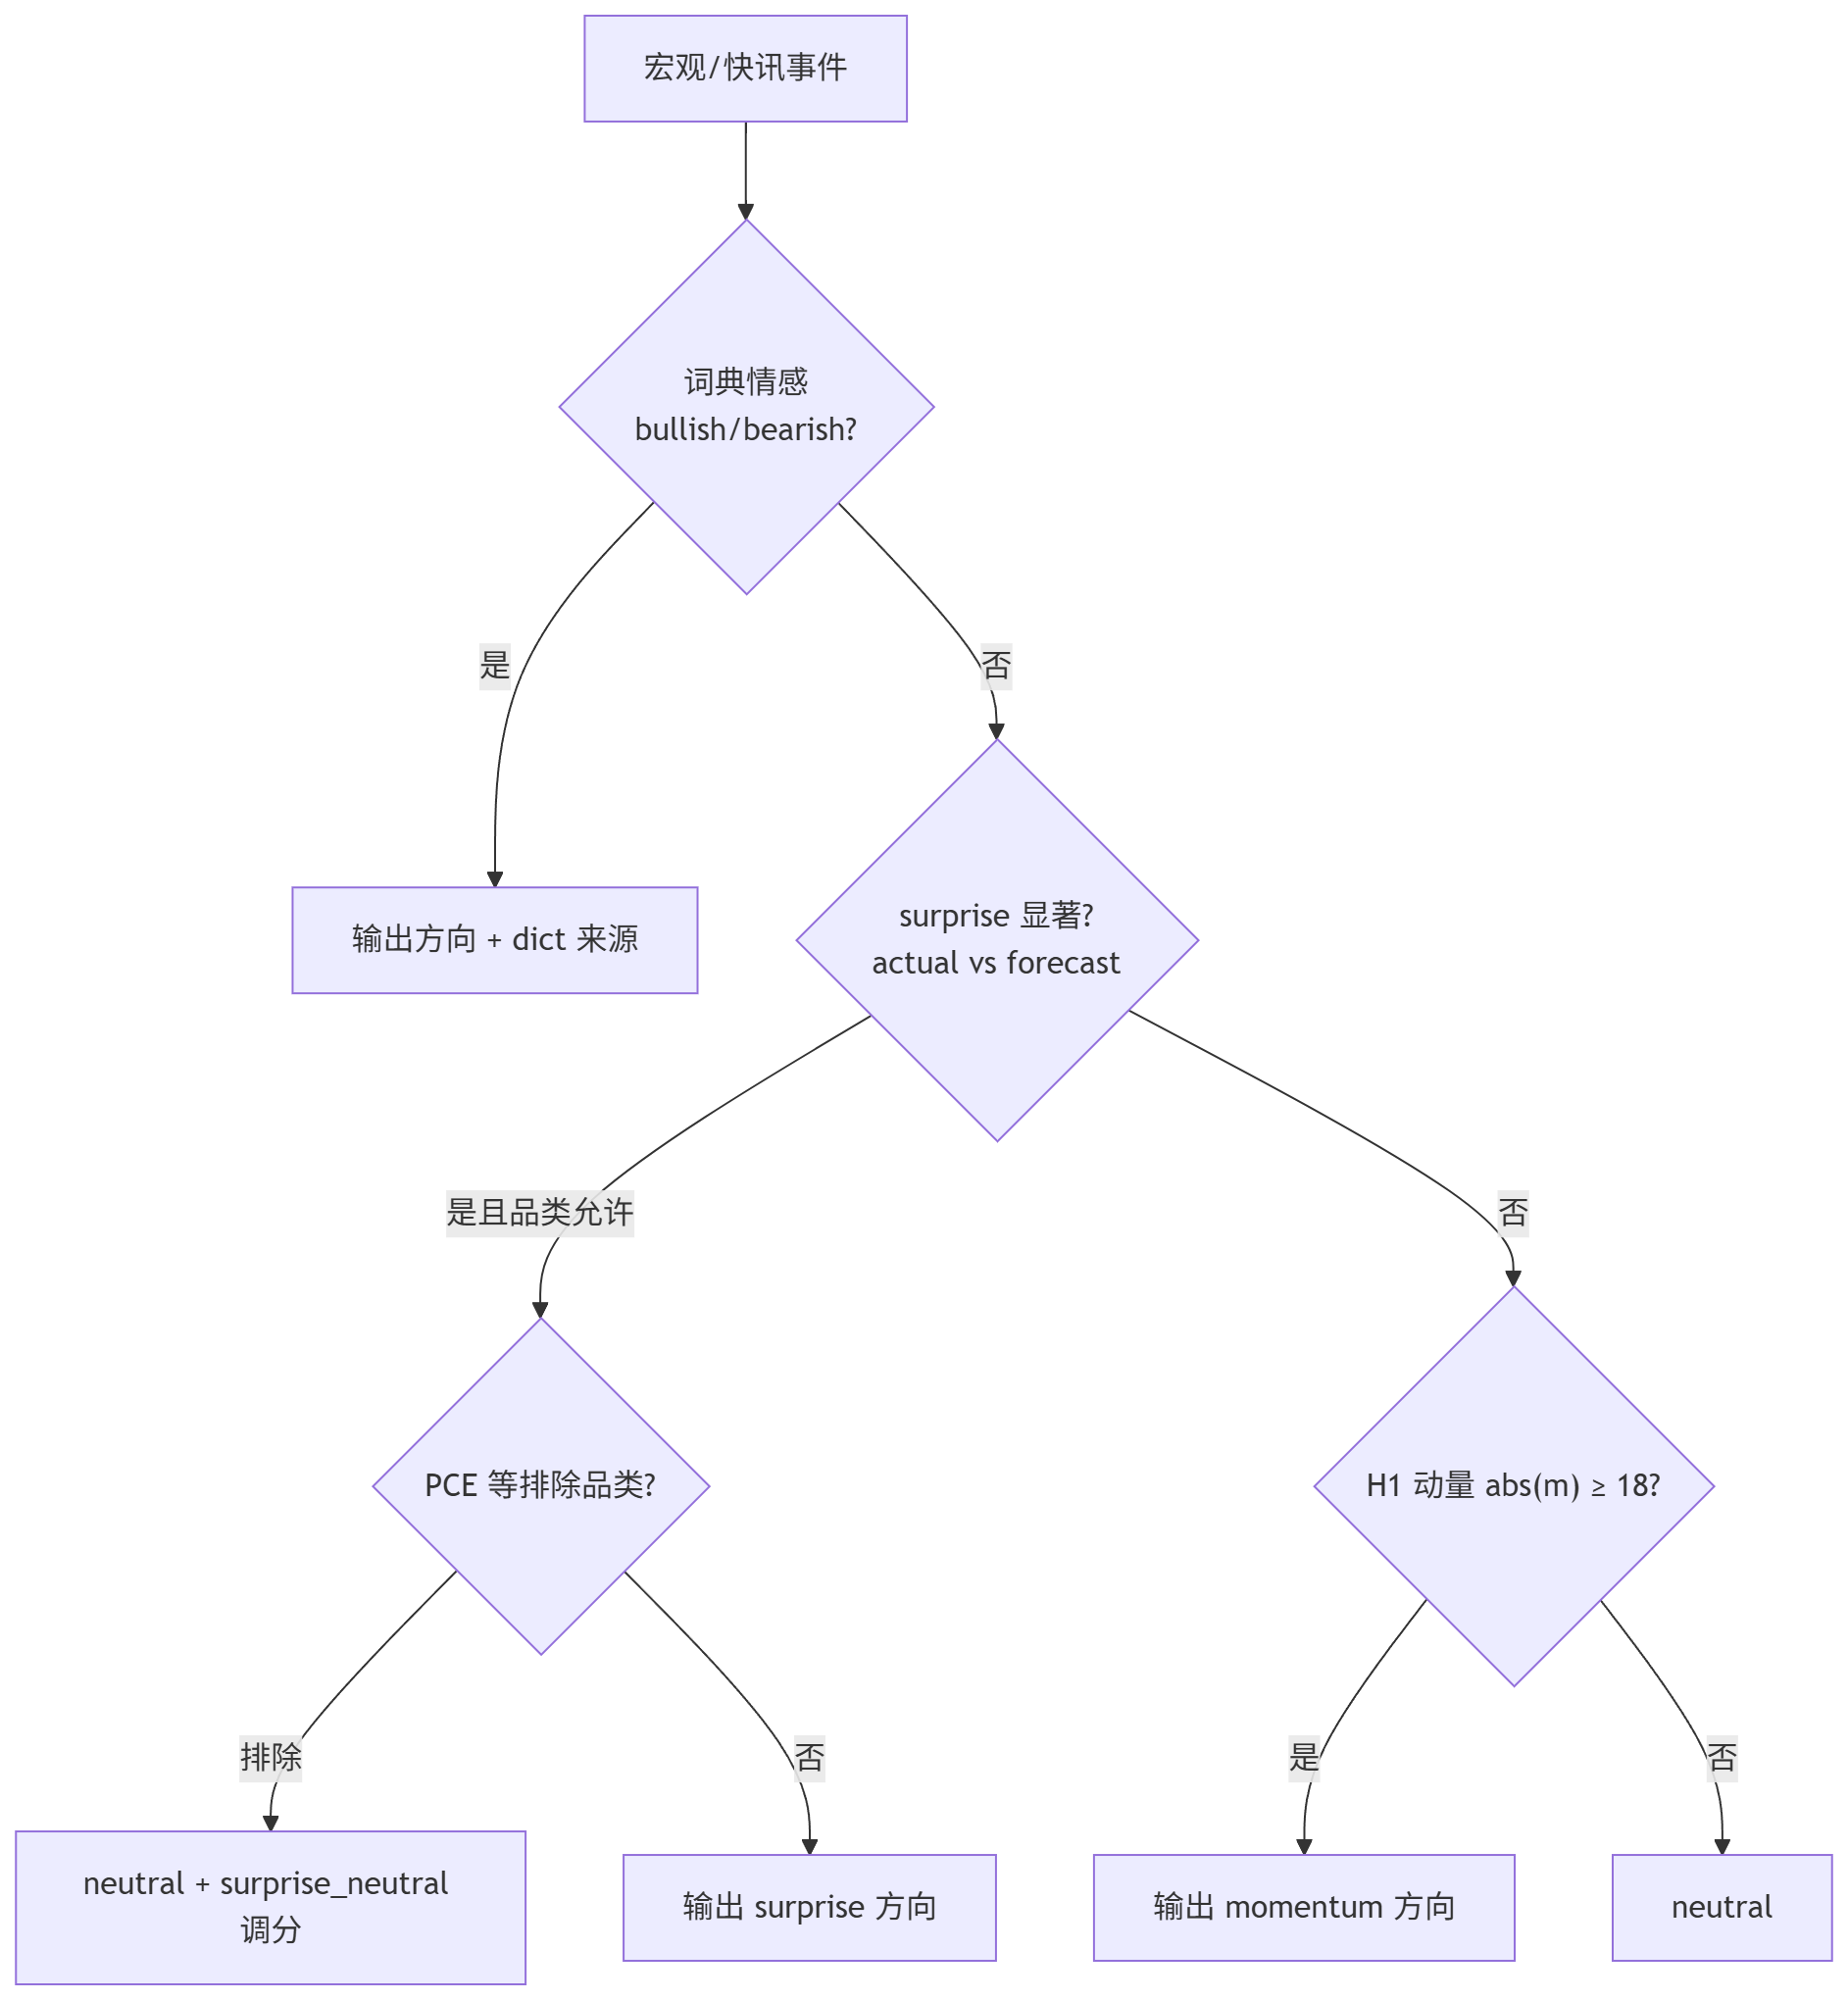 宏观/快讯事件
词典情感
bullish/bearish?
是
否
输出方向 + dict 来源
surprise 显著?
actual vs forecast
是且品类允许
否
PCE 等排除品类?
H1 动量 abs(m) ≥ 18?
排除
否
是
否
neutral + surprise_neutral
调分
输出 surprise 方向
输出 momentum 方向
neutral